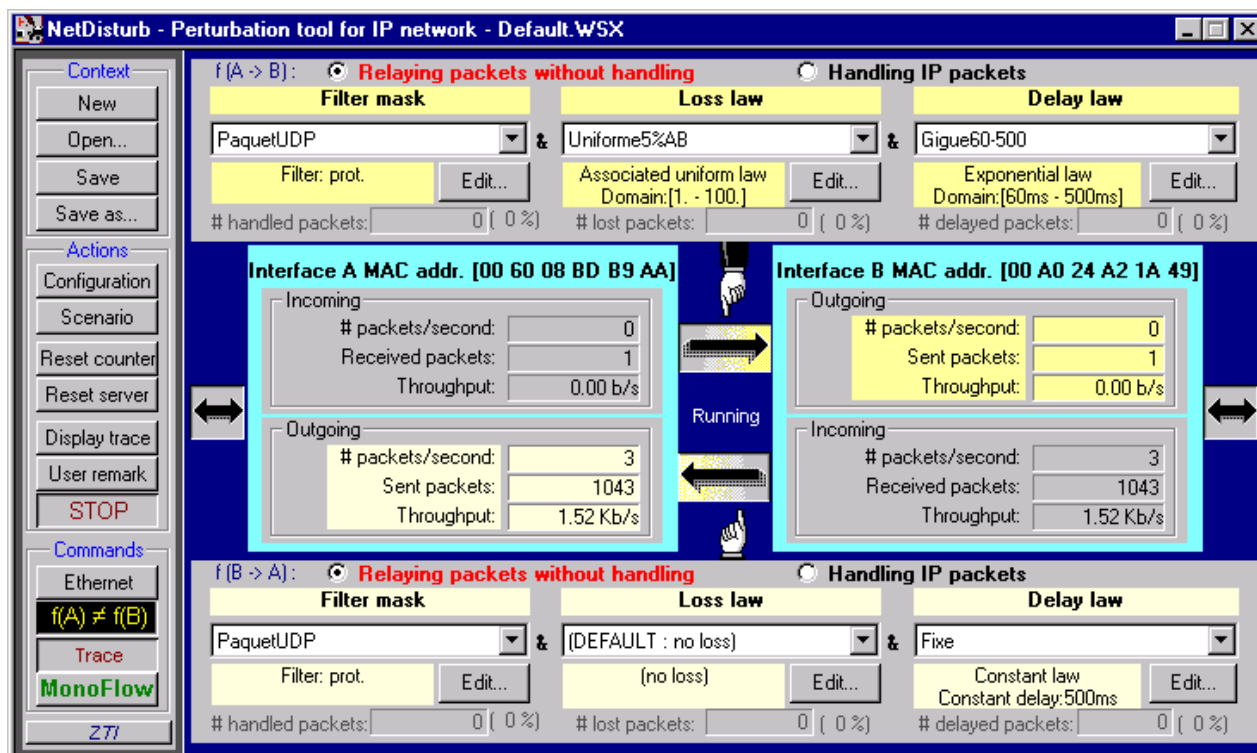 NetDisturb - Perturbation tool for IP network - Default.WSX
Context
New
Open...
Save
Save as...
Actions
Configuration
Scenario
Reset counter
Reset server
Display trace
User remark
STOP
Commands
Ethernet
f(A) ≠ f(B)
Trace
MonoFlow
ZTI
f (A -> B) : Relaying packets without handling Handling IP packets
Filter mask Loss law Delay law
PaquetUDP & Uniforme5%AB & Gigue60-500
Filter: prot. Edit... Associated uniform law Edit... Exponential law Edit...
Domain:[1. - 100.] Domain:[60ms - 500ms]
# handled packets: 0 ( 0 %) # lost packets: 0 ( 0 %) # delayed packets: 0 ( 0 %)
Interface A MAC addr. [00 60 08 BD B9 AA] Interface B MAC addr. [00 A0 24 A2 1A 49]
Incoming Outgoing
# packets/second: 0 # packets/second: 0
Received packets: 1 Sent packets: 1
Throughput: 0.00 b/s Throughput: 0.00 b/s
Running
Outgoing Incoming
# packets/second: 3 # packets/second: 3
Sent packets: 1043 Received packets: 1043
Throughput: 1.52 Kb/s Throughput: 1.52 Kb/s
f (B -> A) : Relaying packets without handling Handling IP packets
Filter mask Loss law Delay law
PaquetUDP & (DEFAULT : no loss) & Fixe
Filter: prot. Edit... (no loss) Edit... Constant law Edit...
Constant delay:500ms
# handled packets: 0 ( 0 %) # lost packets: 0 ( 0 %) # delayed packets: 0 ( 0 %)